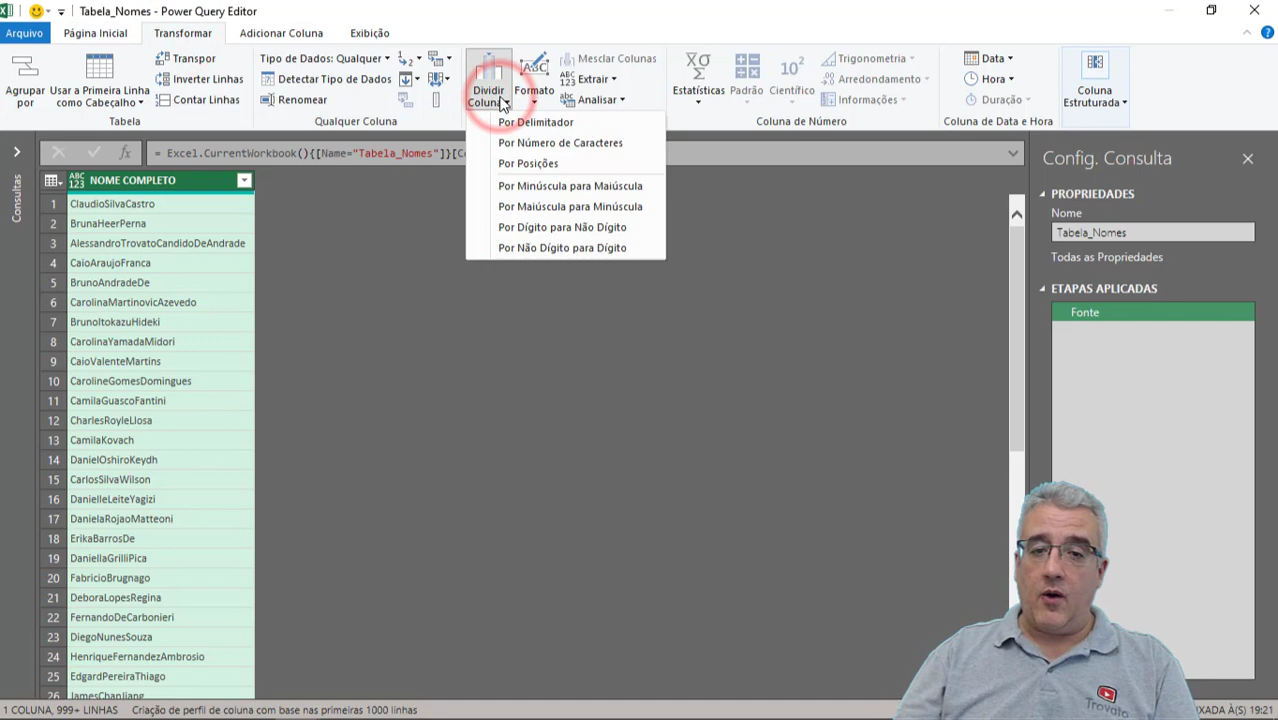 Tabela_Nomes - Power Query Editor
Arquivo Página Inicial Transformar Adicionar Coluna Exibição
Agrupar por
Usar a Primeira Linha como Cabeçalho
Transpor
Inverter Linhas
Contar Linhas
Tabela
Tipo de Dados: Qualquer
Detectar Tipo de Dados
Renomear
Qualquer Coluna
Dividir Coluna
Formato
Mesclar Colunas
Extrair
Analisar
Estatísticas
Padrão
Científico
Trigonometria
Arredondamento
Informações
Coluna de Número
Data
Hora
Duração
Coluna de Data e Hora
Coluna Estruturada
Por Delimitador
Por Número de Caracteres
Por Posições
Por Minúscula para Maiúscula
Por Maiúscula para Minúscula
Por Dígito para Não Dígito
Por Não Dígito para Dígito
Consultas
= Excel.CurrentWorkbook(){[Name="Tabela_Nomes"]}
NOME COMPLETO
1 ClaudioSilvaCastro
2 BrunaHeerPerna
3 AlessandroTrovatoCandidoDeAndrade
4 CaioAraujoFranca
5 BrunoAndradeDe
6 CarolinaMartinovicAzevedo
7 BrunoItokazuHideki
8 CarolinaYamadaMidori
9 CaioValenteMartins
10 CarolineGomesDomingues
11 CamilaGuascoFantini
12 CharlesRoyleLlosa
13 CamilaKovach
14 DanielOshiroKeydh
15 CarlosSilvaWilson
16 DanielleLeiteYagizi
17 DanielaRojaoMatteoni
18 ErikaBarrosDe
19 DaniellaGrilliPica
20 FabricioBrugnago
21 DeboraLopesRegina
22 FernandoDeCarbonieri
23 DiegoNunesSouza
24 HenriqueFernandezAmbrosio
25 EdgardPereiraThiago
26 JamesChanJiang
Config. Consulta
PROPRIEDADES
Nome
Tabela_Nomes
Todas as Propriedades
ETAPAS APLICADAS
Fonte
Trovato
1 COLUNA, 999+ LINHAS Criação de perfil de coluna com base nas primeiras 1000 linhas
IXADA À(S) 19:21